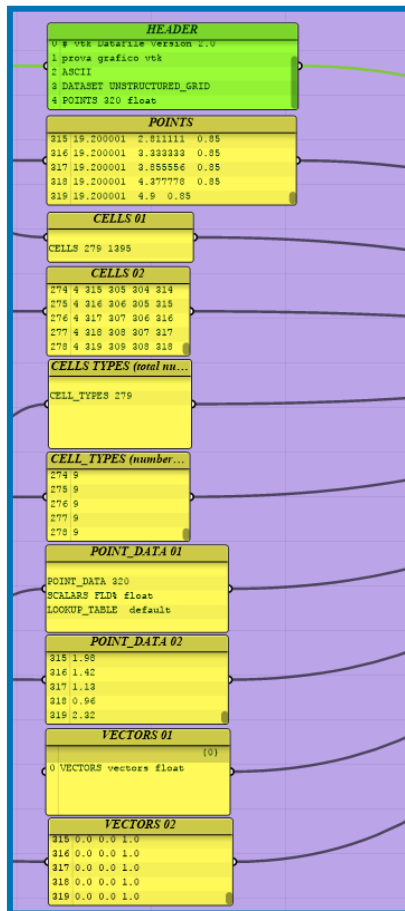 HEADER
0 # vtk Datafile version 2.0
1 prova grafico vtk
2 ASCII
3 DATASET UNSTRUCTURED_GRID
4 POINTS 320 float
POINTS
315 19.200001 2.811111 0.85
316 19.200001 3.333333 0.85
317 19.200001 3.855556 0.85
318 19.200001 4.377778 0.85
319 19.200001 4.9 0.85
CELLS 01
CELLS 279 1395
CELLS 02
274 4 315 305 304 314
275 4 316 306 305 315
276 4 317 307 306 316
277 4 318 308 307 317
278 4 319 309 308 318
CELLS TYPES (total nu...
CELL_TYPES 279
CELL_TYPES (number...
274 9
275 9
276 9
277 9
278 9
POINT_DATA 01
POINT_DATA 320
SCALARS FLD% float
LOOKUP_TABLE default
POINT_DATA 02
315 1.98
316 1.42
317 1.13
318 0.96
319 2.32
VECTORS 01
{0}
0 VECTORS vectors float
VECTORS 02
315 0.0 0.0 1.0
316 0.0 0.0 1.0
317 0.0 0.0 1.0
318 0.0 0.0 1.0
319 0.0 0.0 1.0